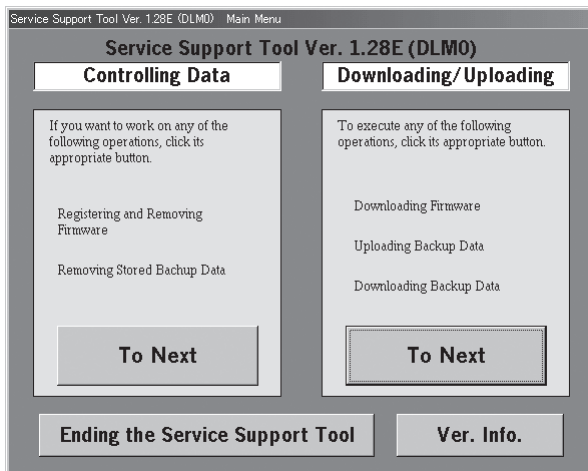 Service Support Tool Ver. 1.28E (DLM0) Main Menu
Service Support Tool Ver. 1.28E (DLM0)
Controlling Data
If you want to work on any of the
following operations, click its
appropriate button.
Registering and Removing
Firmware
Removing Stored Bachup Data
To Next
Downloading/Uploading
To execute any of the following
operations, click its appropriate button.
Downloading Firmware
Uploading Backup Data
Downloading Backup Data
To Next
Ending the Service Support Tool
Ver. Info.